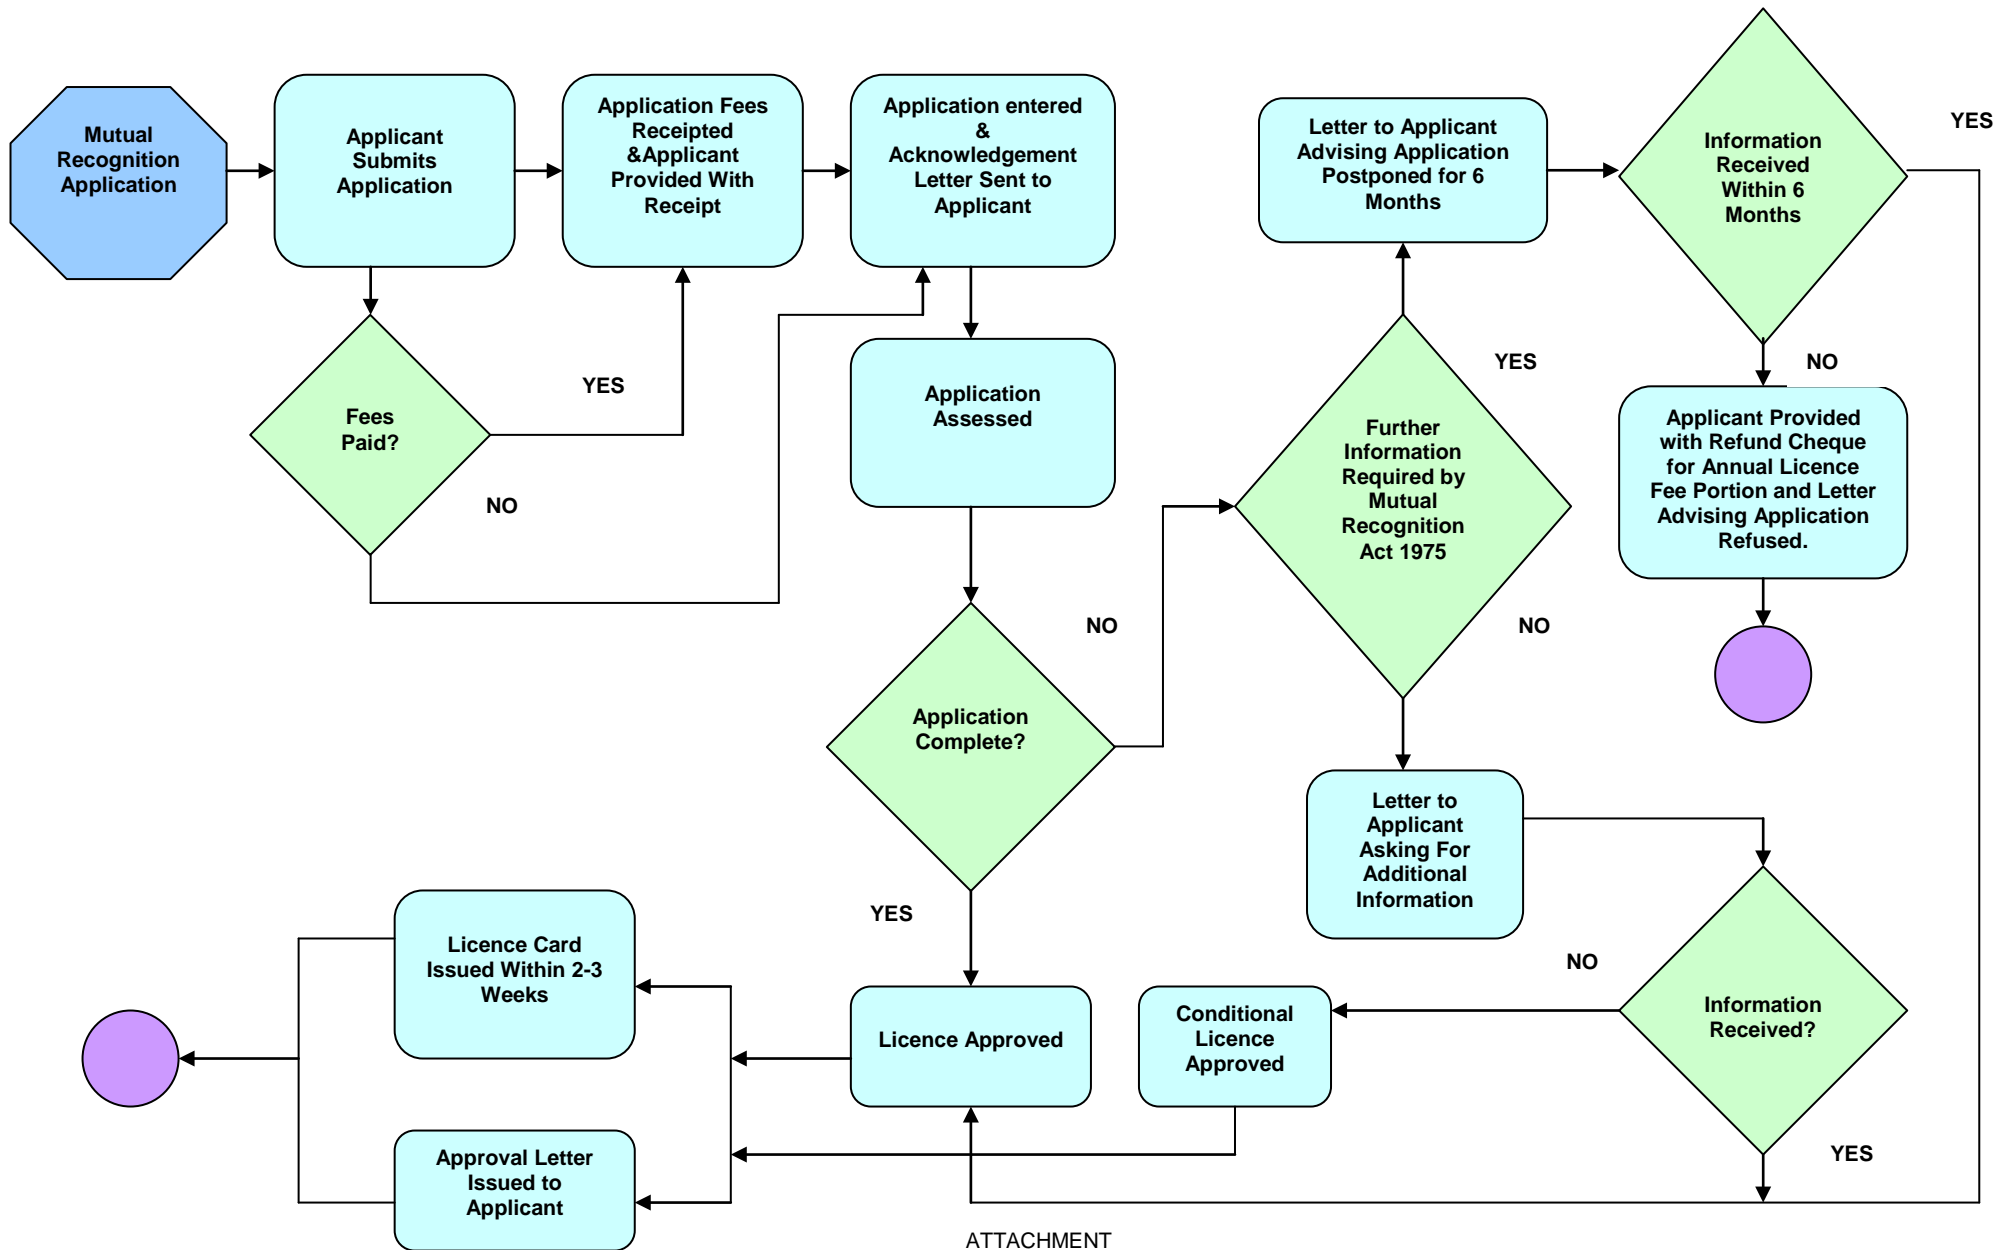 Mutual
Recognition
Application
Applicant
Submits
Application
Application Fees
Receipted
&Applicant
Provided With
Receipt
Application entered
&
Acknowledgement
Letter Sent to
Applicant
Letter to Applicant
Advising Application
Postponed for 6
Months
Information
Received
Within 6
Months
YES
Fees
Paid?
YES
NO
Application
Assessed
Further
Information
Required by
Mutual
Recognition
Act 1975
YES
NO
NO
Applicant Provided
with Refund Cheque
for Annual Licence
Fee Portion and Letter
Advising Application
Refused.
Application
Complete?
NO
YES
Letter to
Applicant
Asking For
Additional
Information
NO
Information
Received?
YES
Licence Card
Issued Within 2-3
Weeks
Licence Approved
Conditional
Licence
Approved
Approval Letter
Issued to
Applicant
ATTACHMENT